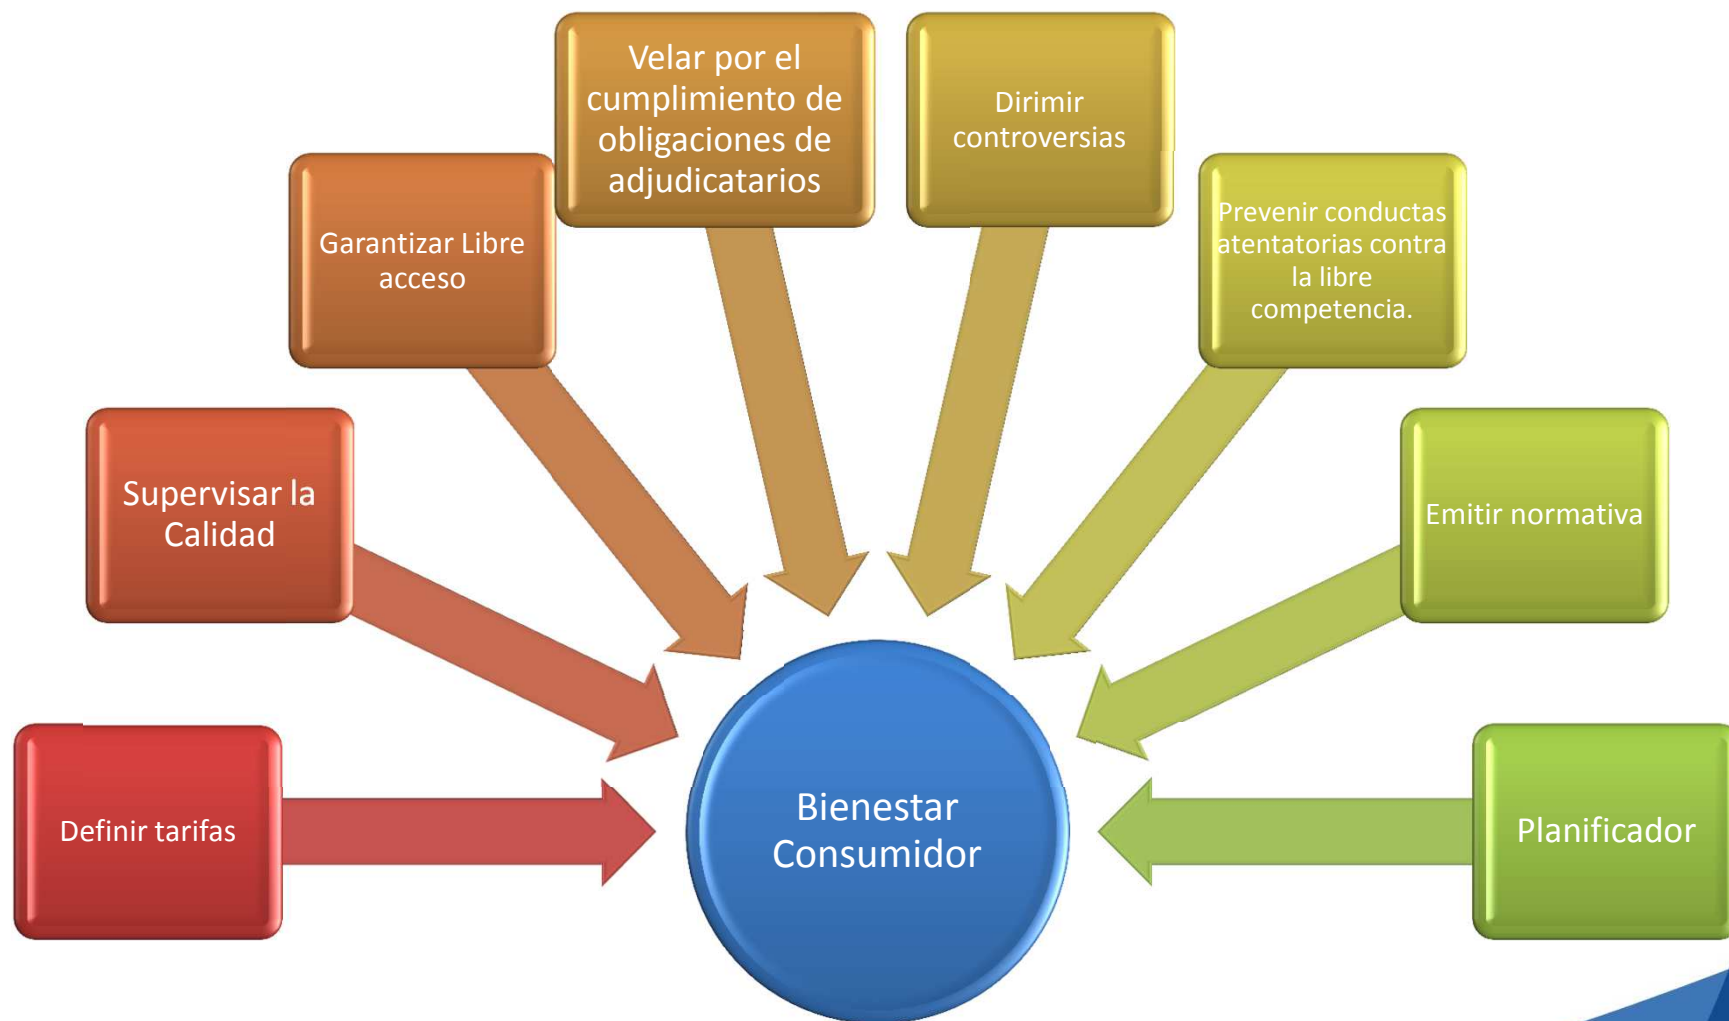 Velar por el
cumplimiento de
obligaciones de
adjudicatarios
Dirimir
controversias
Garantizar Libre
acceso
Prevenir conductas
atentatorias contra
la libre
competencia.
Supervisar la
Calidad
Emitir normativa
Definir tarifas
Bienestar
Consumidor
Planificador